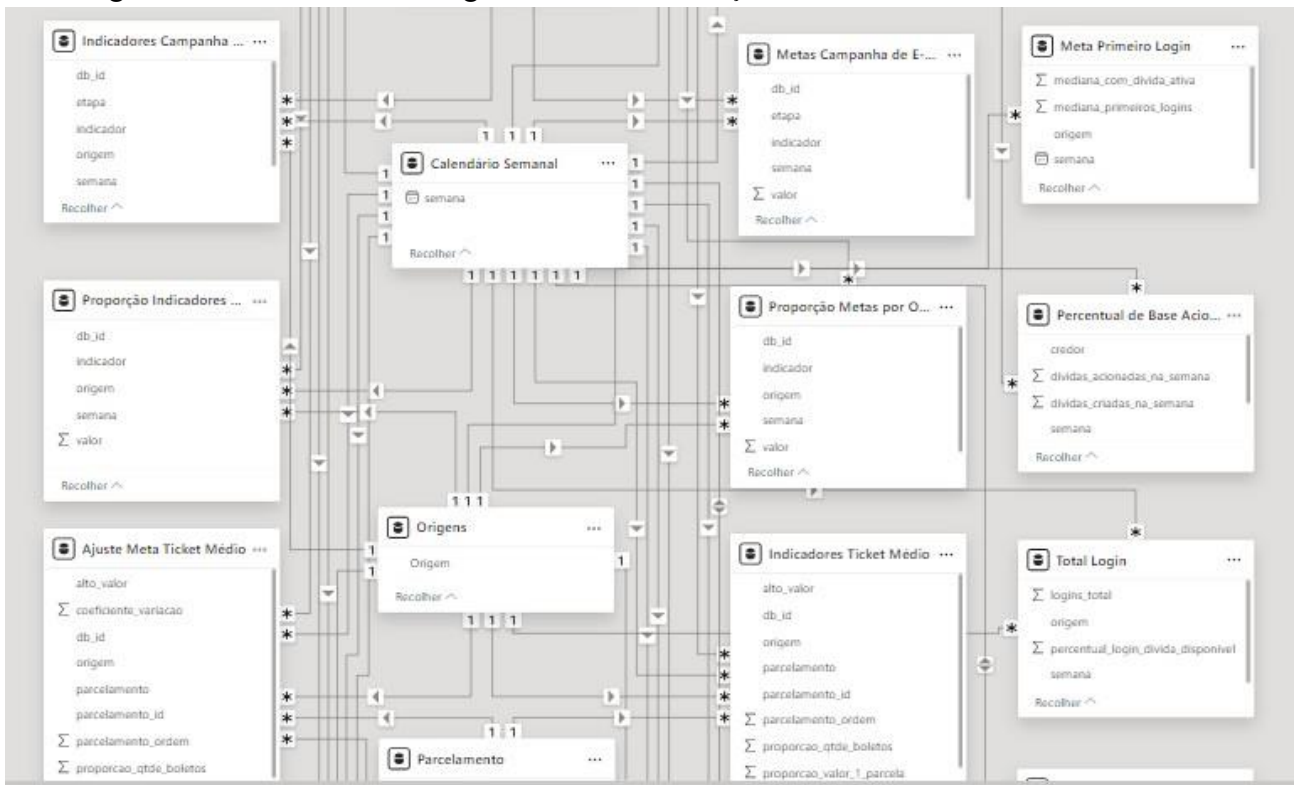 Indicadores Campanha ... ...
db_id
etapa
indicador
origem
semana
Recolher
Calendário Semanal ...
semana
Recolher
Metas Campanha de E-... ...
db_id
etapa
indicador
semana
Σ valor
Recolher
Meta Primeiro Login ...
Σ mediana_com_divida_ativa
Σ mediana_primeiros_logins
origem
semana
Recolher
Proporção Indicadores ... ...
db_id
indicador
origem
semana
Σ valor
Recolher
Proporção Metas por O... ...
db_id
indicador
origem
semana
Σ valor
Recolher
Percentual de Base Acio... ...
credor
Σ dividas_acionadas_na_semana
Σ dividas_criadas_na_semana
semana
Recolher
Ajuste Meta Ticket Médio ...
alto_valor
Σ coeficiente_variacao
db_id
origem
parcelamento
parcelamento_id
Σ parcelamento_ordem
Σ proporcao_qtde_boletos
Origens ...
Origem
Recolher
Parcelamento ...
Indicadores Ticket Médio ...
alto_valor
db_id
origem
parcelamento
parcelamento_id
Σ parcelamento_ordem
Σ proporcao_qtde_boletos
Σ proporcao_valor_1_parcela
Total Login ...
Σ logins_total
origem
Σ percentual_login_divida_disponivel
semana
Recolher